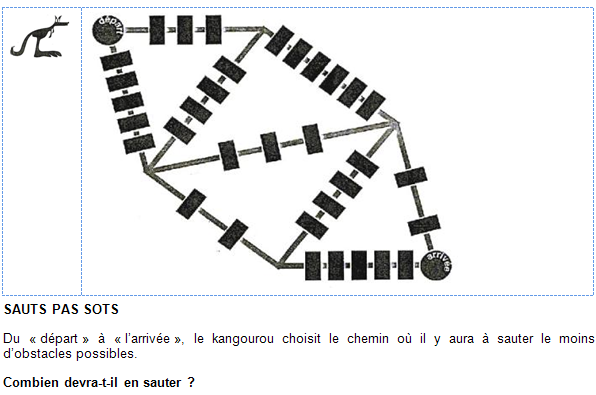 départ
arrivée
SAUTS PAS SOTS
Du « départ » à « l'arrivée », le kangourou choisit le chemin où il y aura à sauter le moins
d'obstacles possibles.
Combien devra-t-il en sauter ?